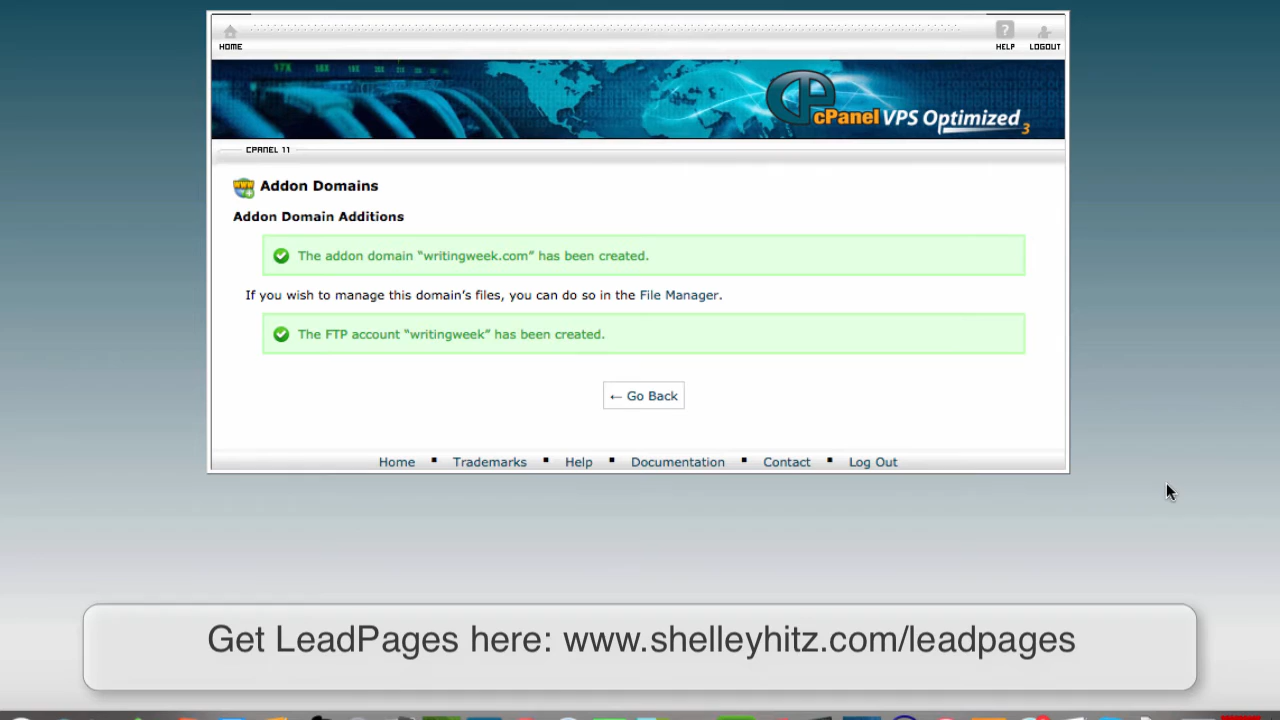 HOME
HELP
LOGOUT
cPanel VPS Optimized 3
CPANEL 11
Addon Domains
Addon Domain Additions
The addon domain “writingweek.com” has been created.
If you wish to manage this domain’s files, you can do so in the File Manager.
The FTP account “writingweek” has been created.
← Go Back
Home ▪ Trademarks ▪ Help ▪ Documentation ▪ Contact ▪ Log Out
Get LeadPages here: www.shelleyhitz.com/leadpages